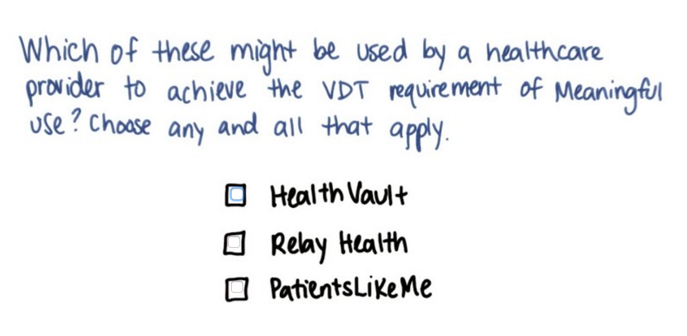 Which of these might be used by a healthcare
provider to achieve the VDT requirement of Meaningful
use? Choose any and all that apply.
HealthVault
Relay Health
PatientsLikeMe